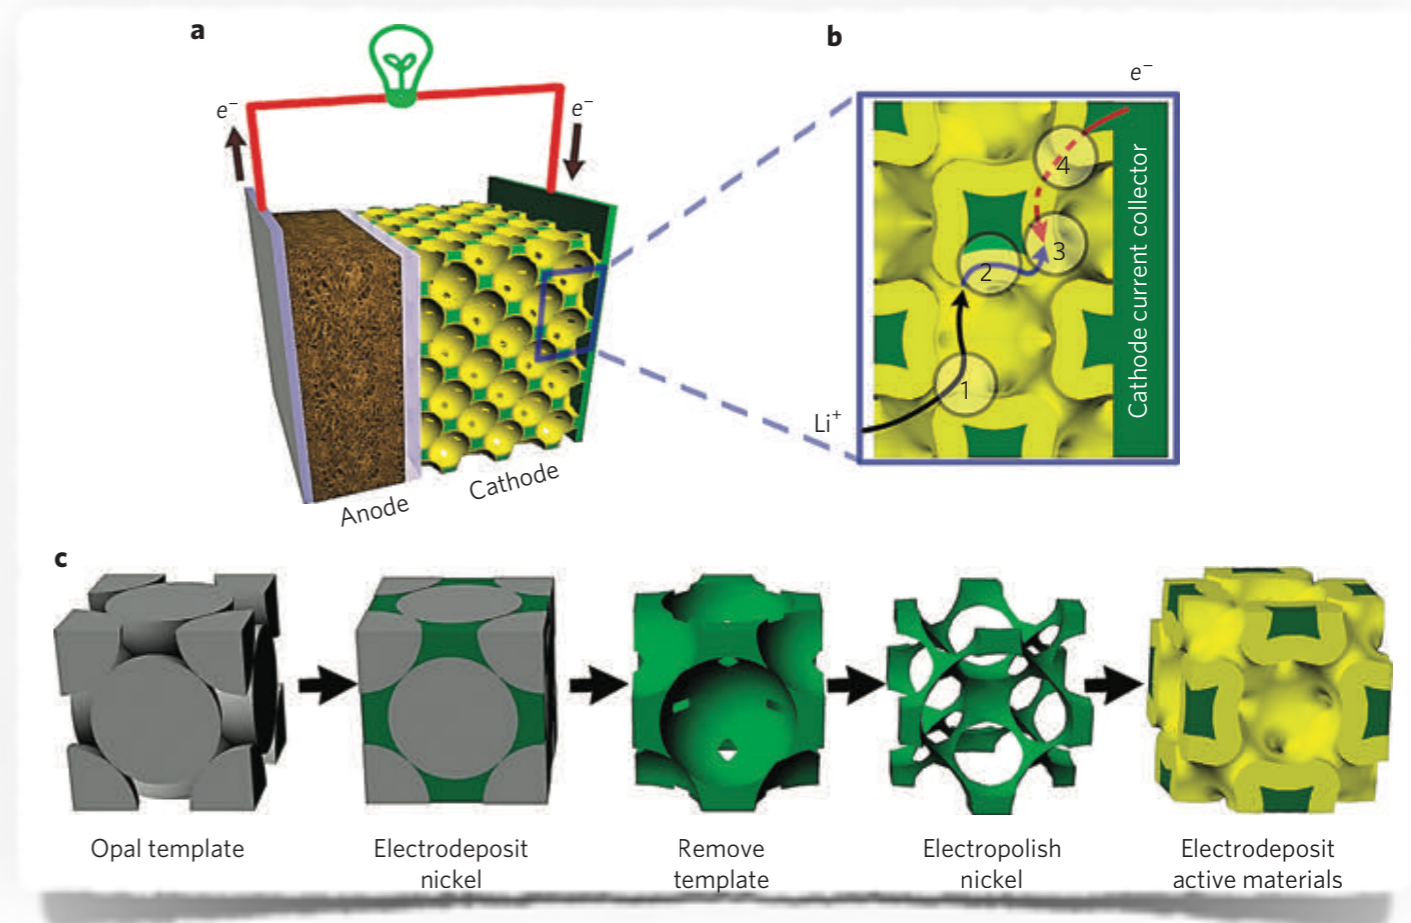 a
e⁻
e⁻
Anode
Cathode
b
e⁻
4
3
2
1
Li⁺
Cathode current collector
c
Opal template
Electrodeposit
nickel
Remove
template
Electropolish
nickel
Electrodeposit
active materials